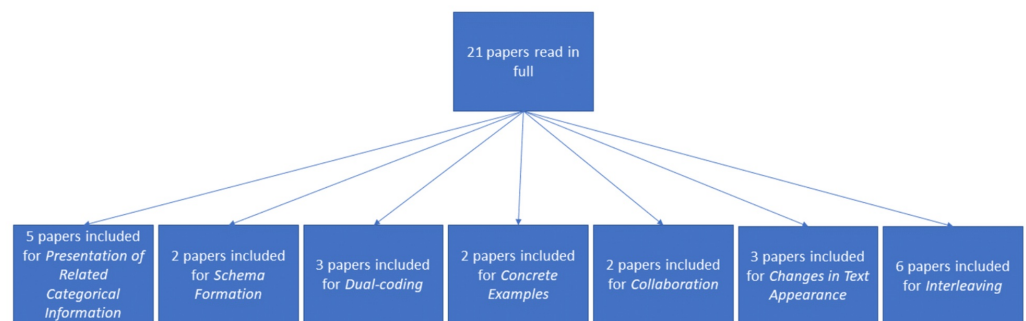 21 papers read in
full
5 papers included
for Presentation of
Related
Categorical
Information
2 papers included
for Schema
Formation
3 papers included
for Dual-coding
2 papers included
for Concrete
Examples
2 papers included
for Collaboration
3 papers included
for Changes in Text
Appearance
6 papers included
for Interleaving